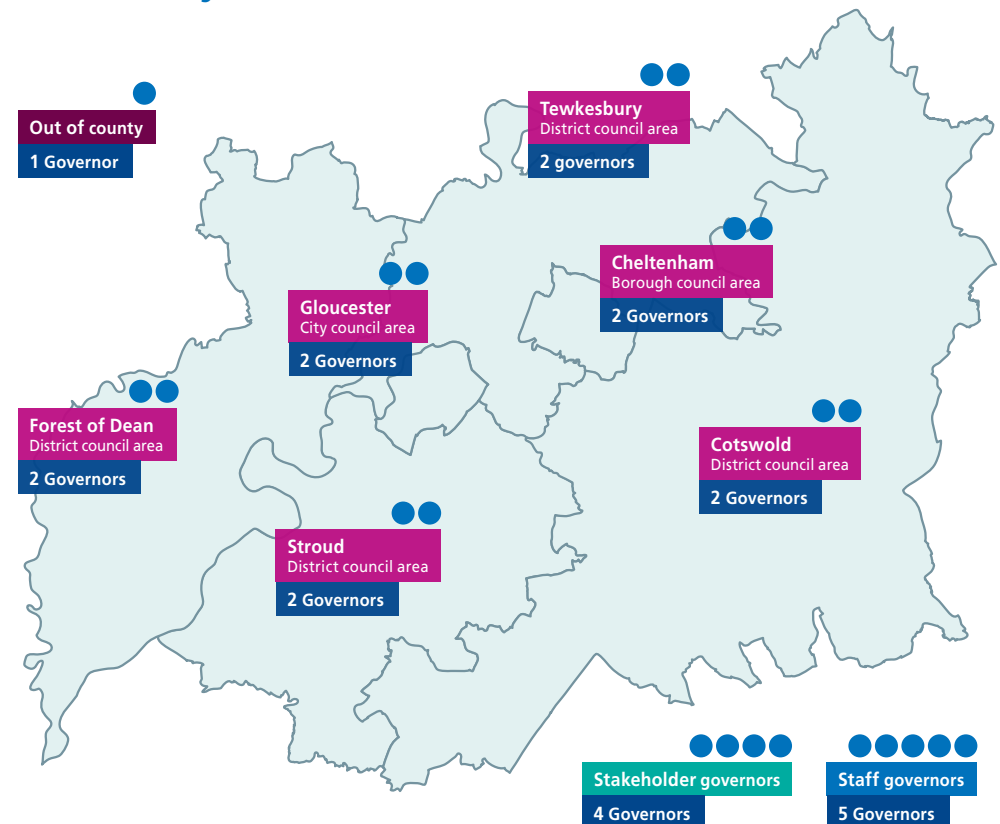 Out of county
1 Governor
Tewkesbury
District council area
2 governors
Cheltenham
Borough council area
2 Governors
Gloucester
City council area
2 Governors
Forest of Dean
District council area
2 Governors
Cotswold
District council area
2 Governors
Stroud
District council area
2 Governors
Stakeholder governors
4 Governors
Staff governors
5 Governors